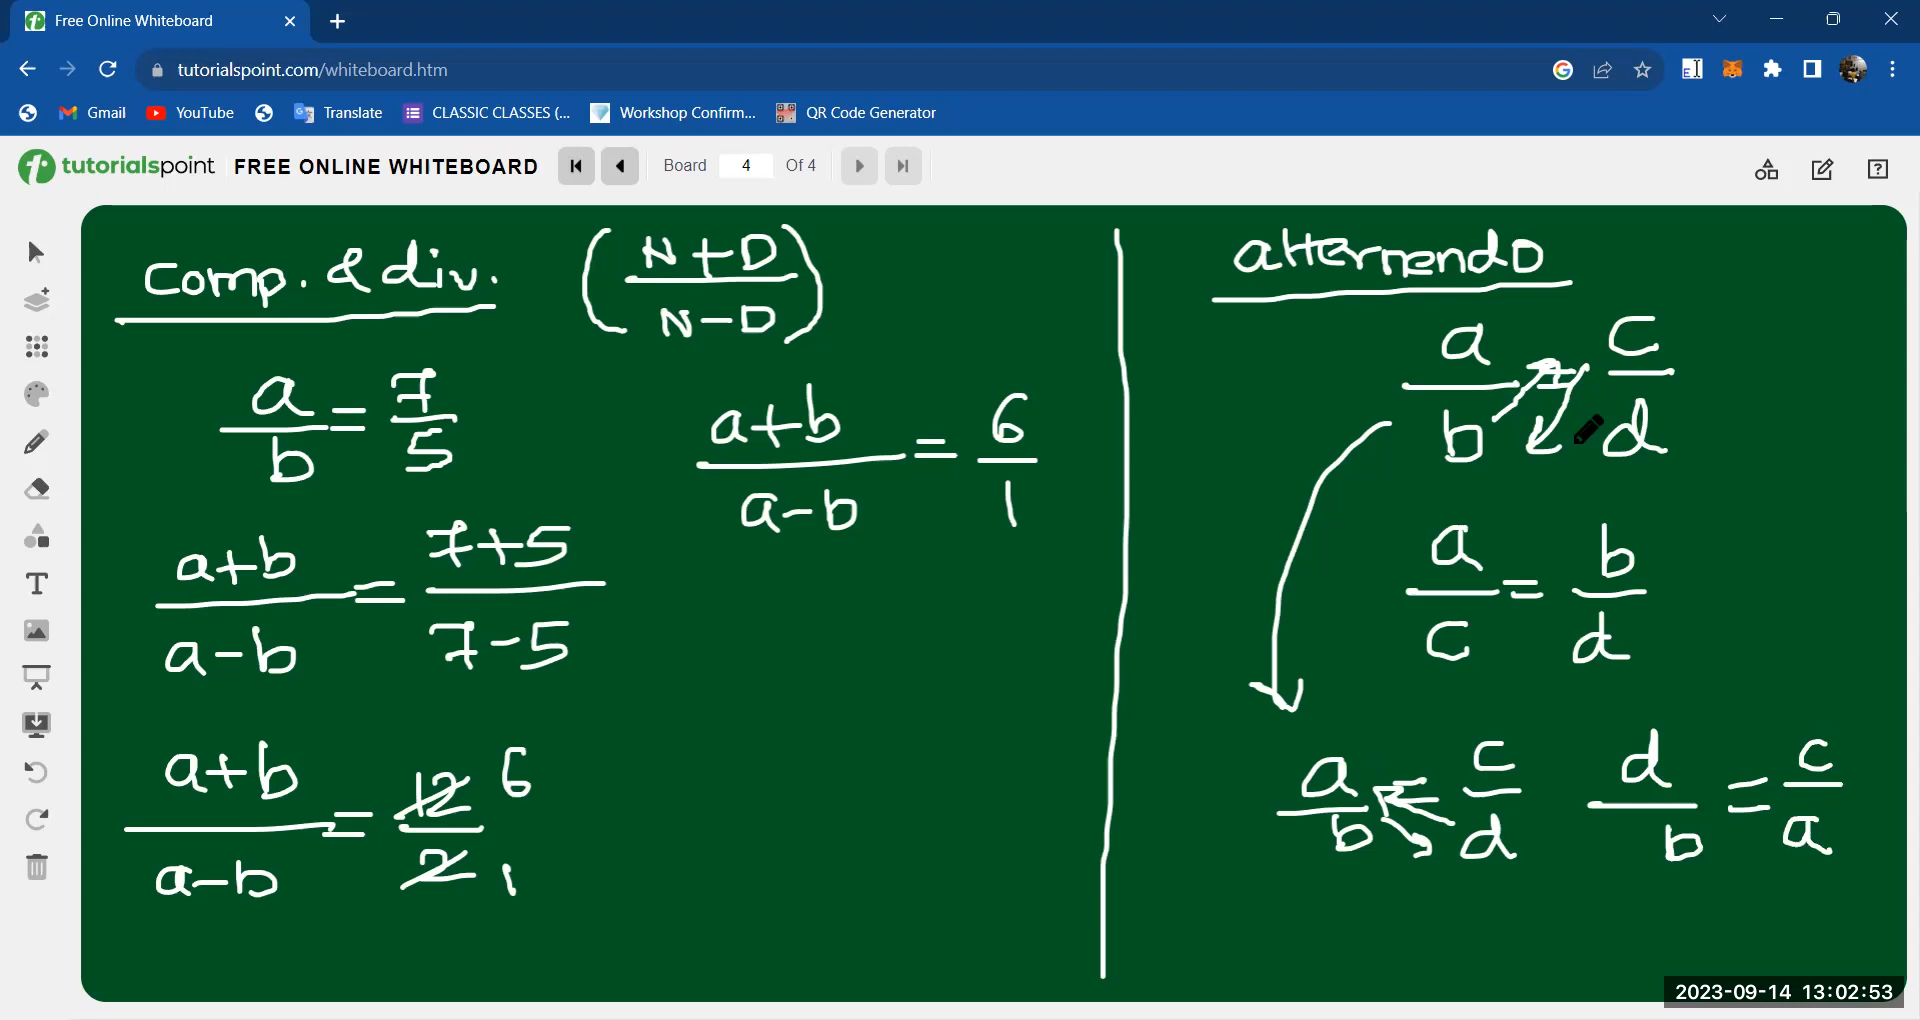 Free Online Whiteboard
tutorialspoint.com/whiteboard.htm
Gmail YouTube Translate CLASSIC CLASSES (... Workshop Confirm... QR Code Generator
tutorialspoint FREE ONLINE WHITEBOARD Board 4 Of 4
Comp. & div. (N+D / N-D)
a/b = 7/5
a+b / a-b = 7+5 / 7-5
a+b / a-b = 12/2 6/1
a+b / a-b = 6/1
alternendo
a/b = c/d
a/c = b/d
a/b = c/d
d/b = c/a
2023-09-14 13:02:53